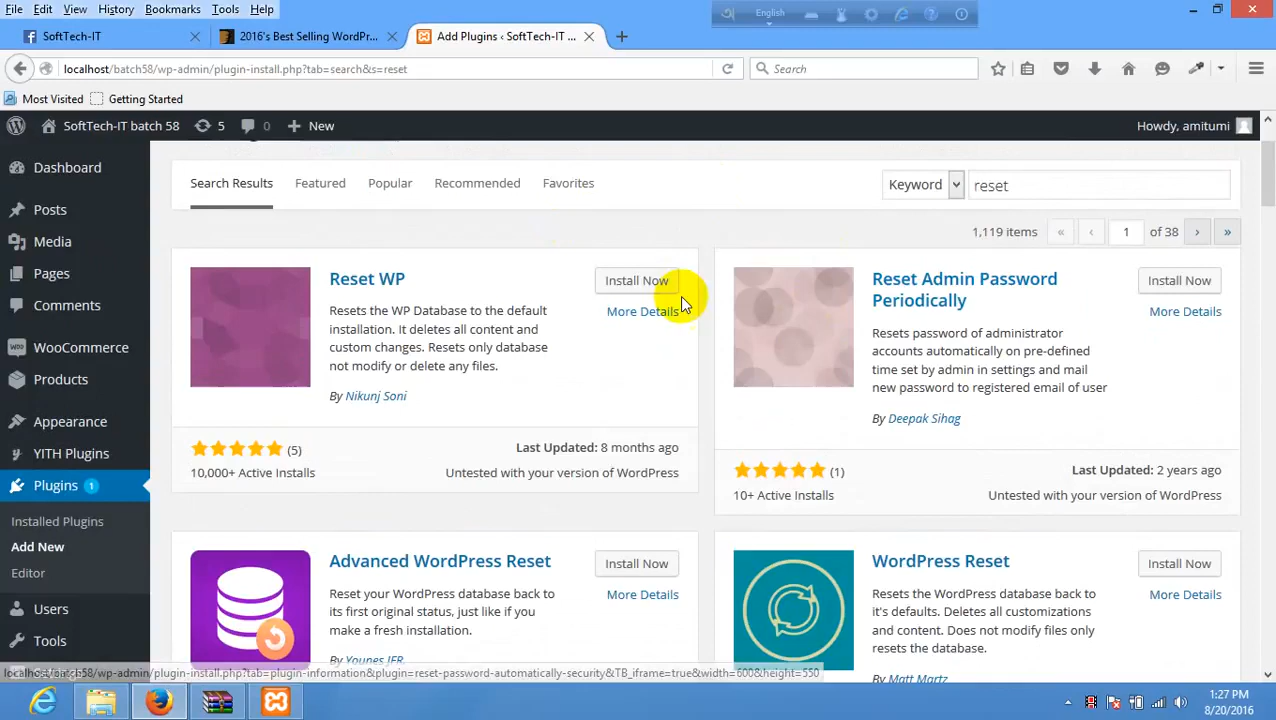 File Edit View History Bookmarks Tools Help
English
SoftTech-IT
2016's Best Selling WordPr...
Add Plugins ‹ SoftTech-IT ...
localhost/batch58/wp-admin/plugin-install.php?tab=search&s=reset
Search
Most Visited Getting Started
SoftTech-IT batch 58 5 0 New
Howdy, amitumi
Dashboard
Posts
Media
Pages
Comments
WooCommerce
Products
Appearance
YITH Plugins
Plugins 1
Installed Plugins
Add New
Editor
Users
Tools
Search Results Featured Popular Recommended Favorites
Keyword reset
1,119 items « ‹ 1 of 38 › »
Reset WP
Install Now
More Details
Resets the WP Database to the default
installation. It deletes all content and
custom changes. Resets only database
not modify or delete any files.
By Nikunj Soni
(5)
10,000+ Active Installs
Last Updated: 8 months ago
Untested with your version of WordPress
Reset Admin Password
Periodically
Install Now
More Details
Resets password of administrator
accounts automatically on pre-defined
time set by admin in settings and mail
new password to registered email of user
By Deepak Sihag
(1)
10+ Active Installs
Last Updated: 2 years ago
Untested with your version of WordPress
Advanced WordPress Reset
Install Now
More Details
Reset your WordPress database back to
its first original status, just like if you
make a fresh installation.
By Younes JFR.
WordPress Reset
Install Now
More Details
Resets the WordPress database back to
it's defaults. Deletes all customizations
and content. Does not modify files only
resets the database.
By Matt Martz
localhost/batch58/wp-admin/plugin-install.php?tab=plugin-information&plugin=reset-password-automatically-security&TB_iframe=true&width=600&height=550
1:27 PM
8/20/2016